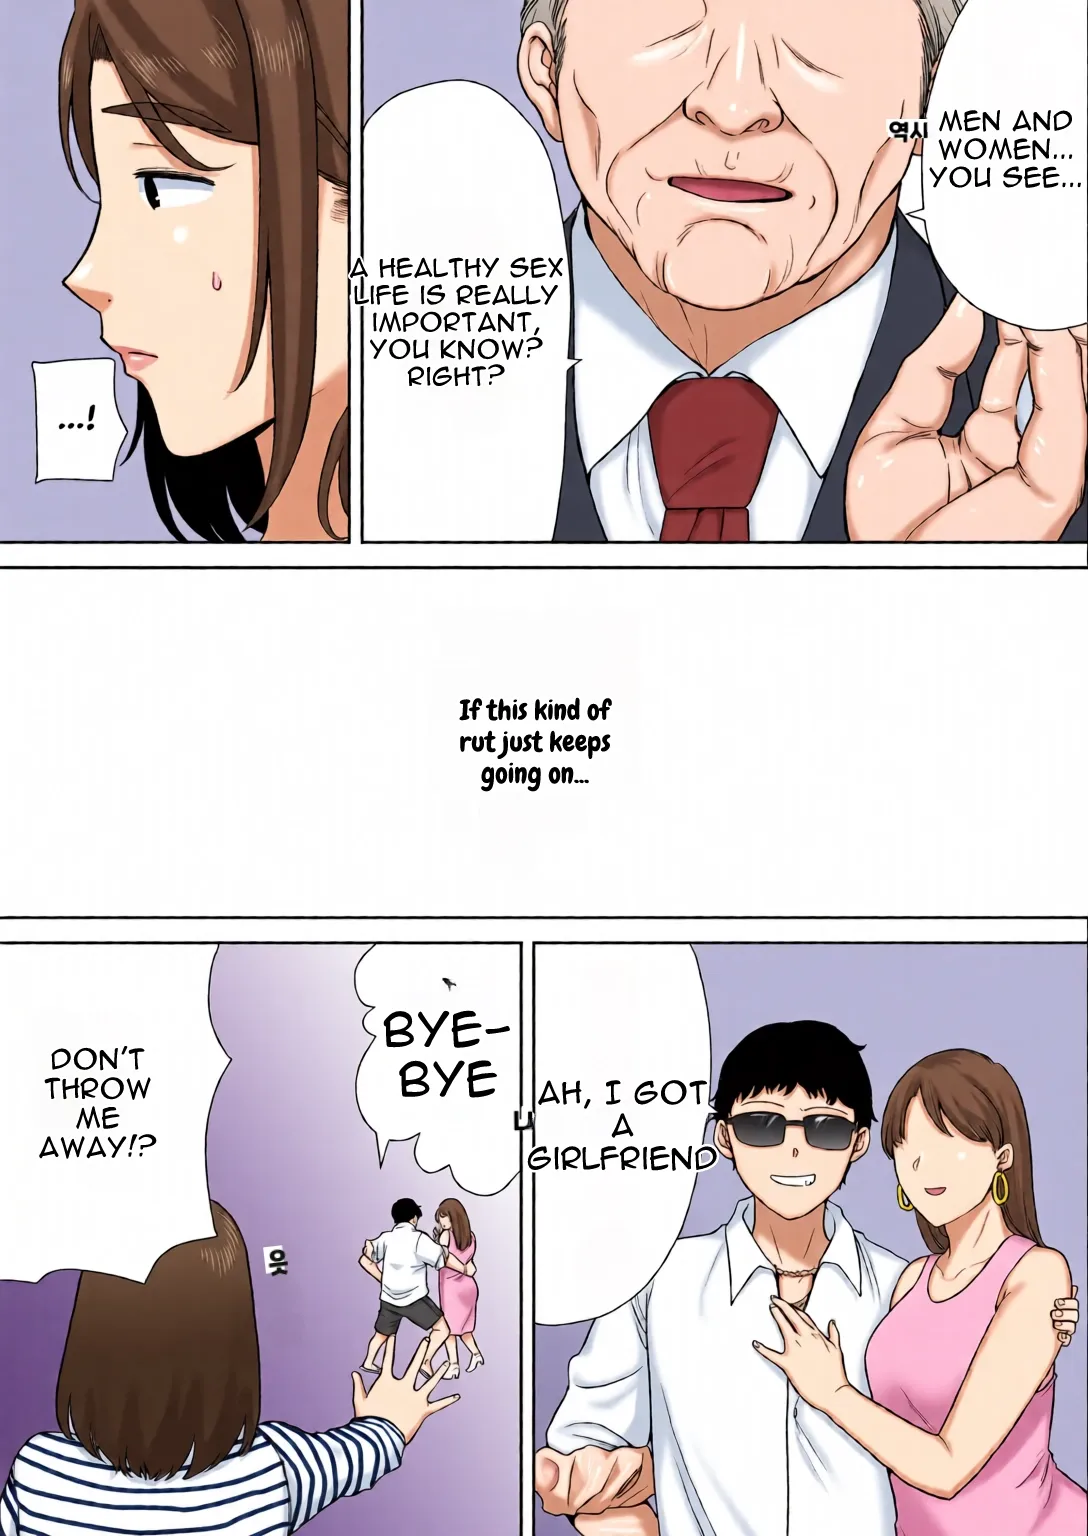 역시
MEN AND
WOMEN...
YOU SEE...
A HEALTHY SEX
LIFE IS REALLY
IMPORTANT,
YOU KNOW?
RIGHT?
...!
If this kind of
rut just keeps
going on...
AH, I GOT
A
GIRLFRIEND
BYE-
BYE
DON'T
THROW
ME
AWAY!?